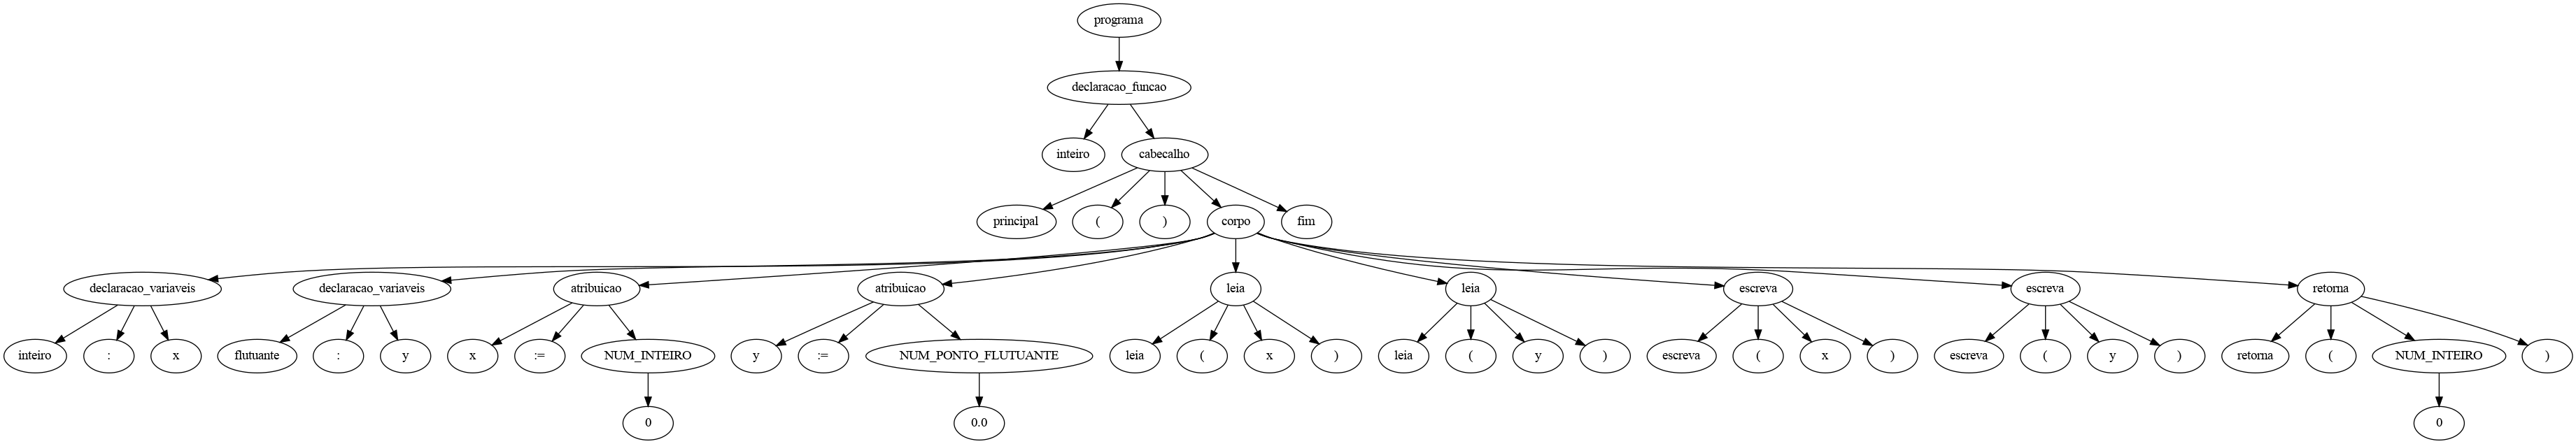 programa
declaracao_funcao
inteiro cabecalho
principal ( ) corpo fim
declaracao_variaveis declaracao_variaveis atribuicao atribuicao leia leia escreva escreva retorna
inteiro : x flutuante : y x := NUM_INTEIRO y := NUM_PONTO_FLUTUANTE leia ( x ) leia ( y ) escreva ( x ) escreva ( y ) retorna ( NUM_INTEIRO )
0 0.0 0